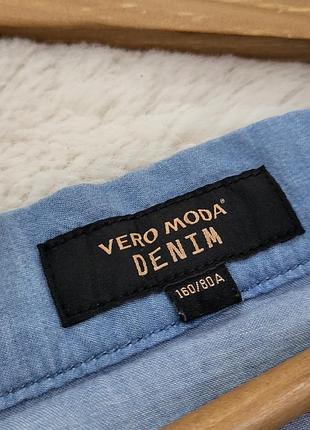 VERO MODA®
DENIM
160/80A